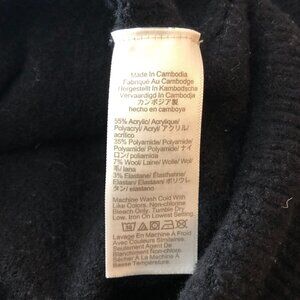 Made In Cambodia
Fabriqué Au Cambodge
Hergestellt In Kambodscha
Vervaardigd In Cambodja
カンボジア製
hecho en camboya
55% Acrylic/ Acrylique/
Polyacryl/ Acryl/ アクリル/
acrílico
35% Polyamide/ Polyamide/
Polyamid/ Polyamide/ ナイ
ロン/ poliamida
7% Wool/ Laine/ Wolle/ Wol/
毛/ lana
3% Elastane/ Élasthanne/
Elastan/ Elastaan/ ポリウレ
タン/ elastano
Machine Wash Cold With
Like Colors. Non-chlorine
Bleach Only. Tumble Dry
Low. Iron On Lowest Setting.
Lavage En Machine À Froid
Avec Couleurs Similaires.
Seulement
Sécher À La Machine À
Basse Température.